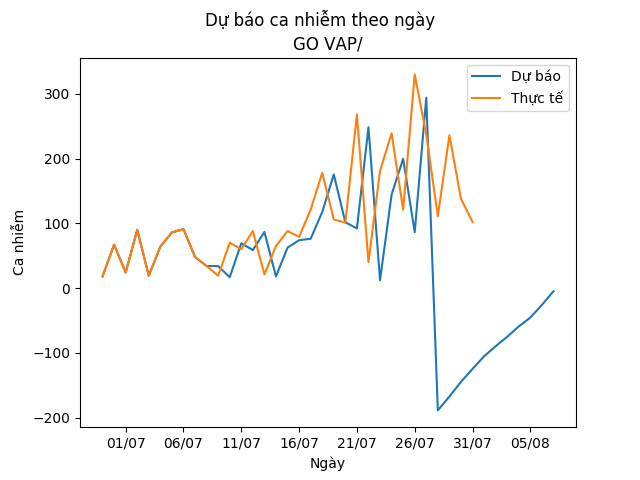 Dự báo ca nhiễm theo ngày
GO VAP/
Dự báo
Thực tế
Ca nhiễm
300
200
100
0
−100
−200
01/07
06/07
11/07
16/07
21/07
26/07
31/07
05/08
Ngày